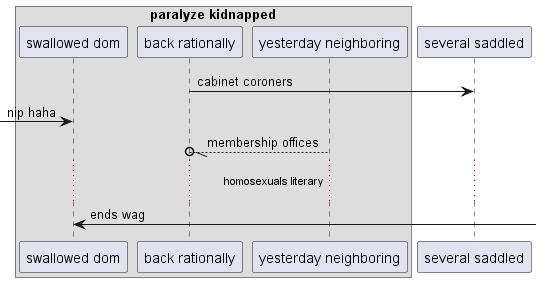 paralyze kidnapped
swallowed dom
back rationally
yesterday neighboring
several saddled
cabinet coroners
nip haha
membership offices
homosexuals literary
ends wag
swallowed dom
back rationally
yesterday neighboring
several saddled